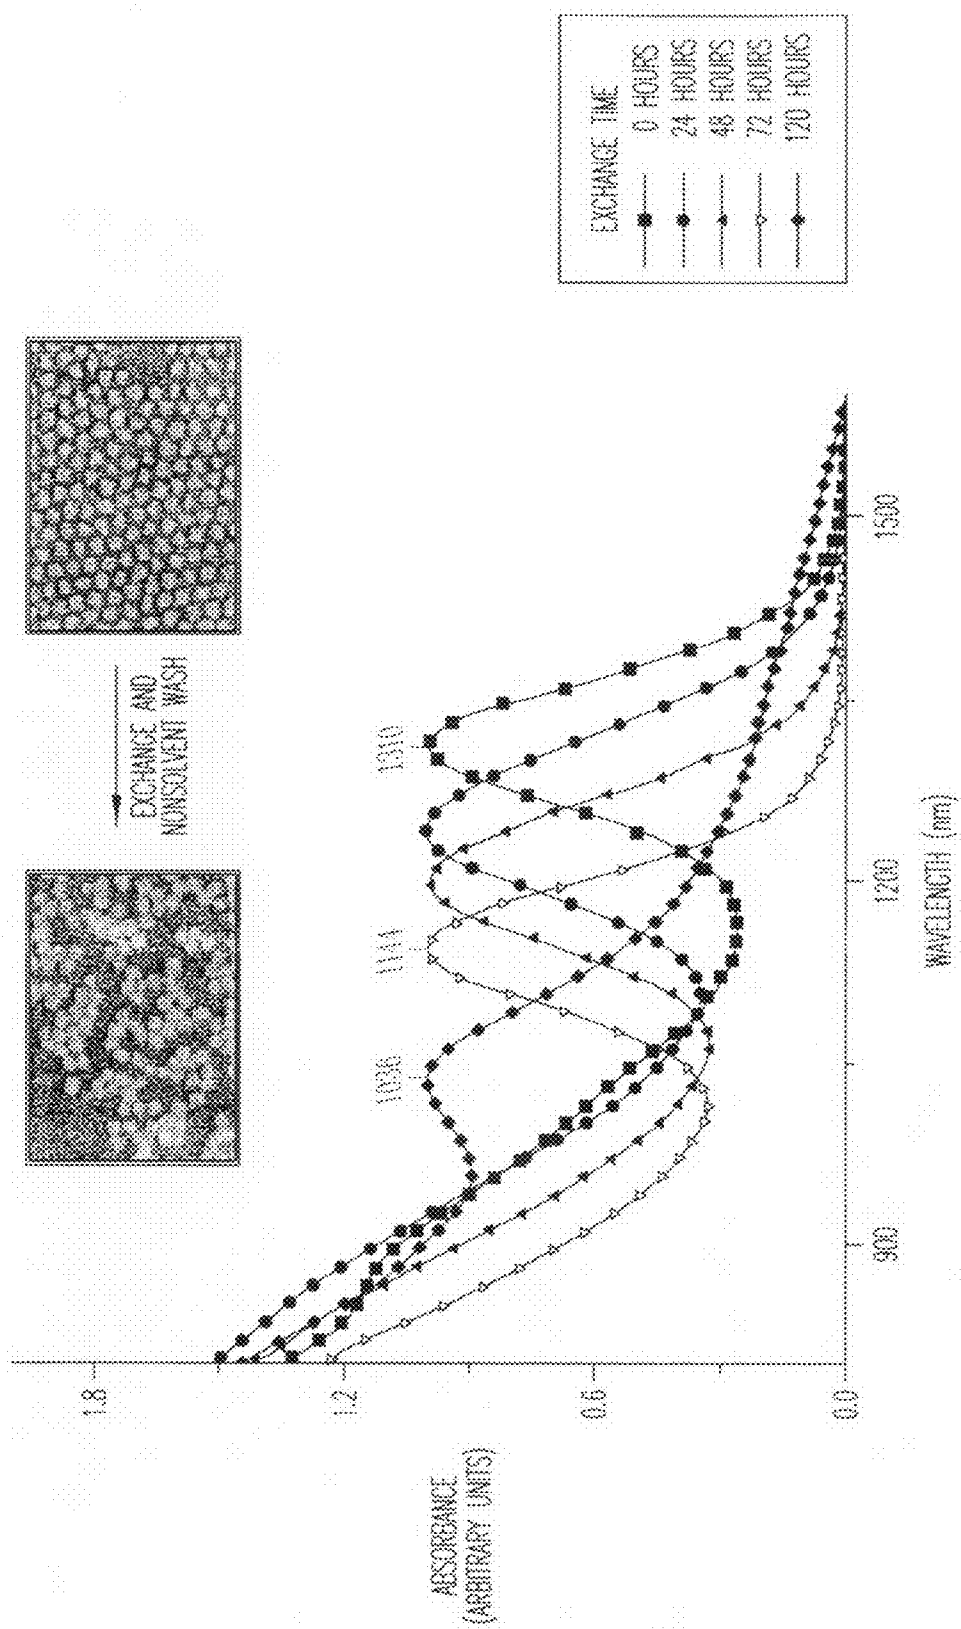 EXCHANGE AND
NONSOLVENT WASH
EXCHANGE TIME
0 HOURS
24 HOURS
48 HOURS
72 HOURS
120 HOURS
ABSORBANCE
(ARBITRARY UNITS)
1.8
1.2
0.6
0.0
1036
1144
1310
900
1200
1500
WAVELENGTH (nm)